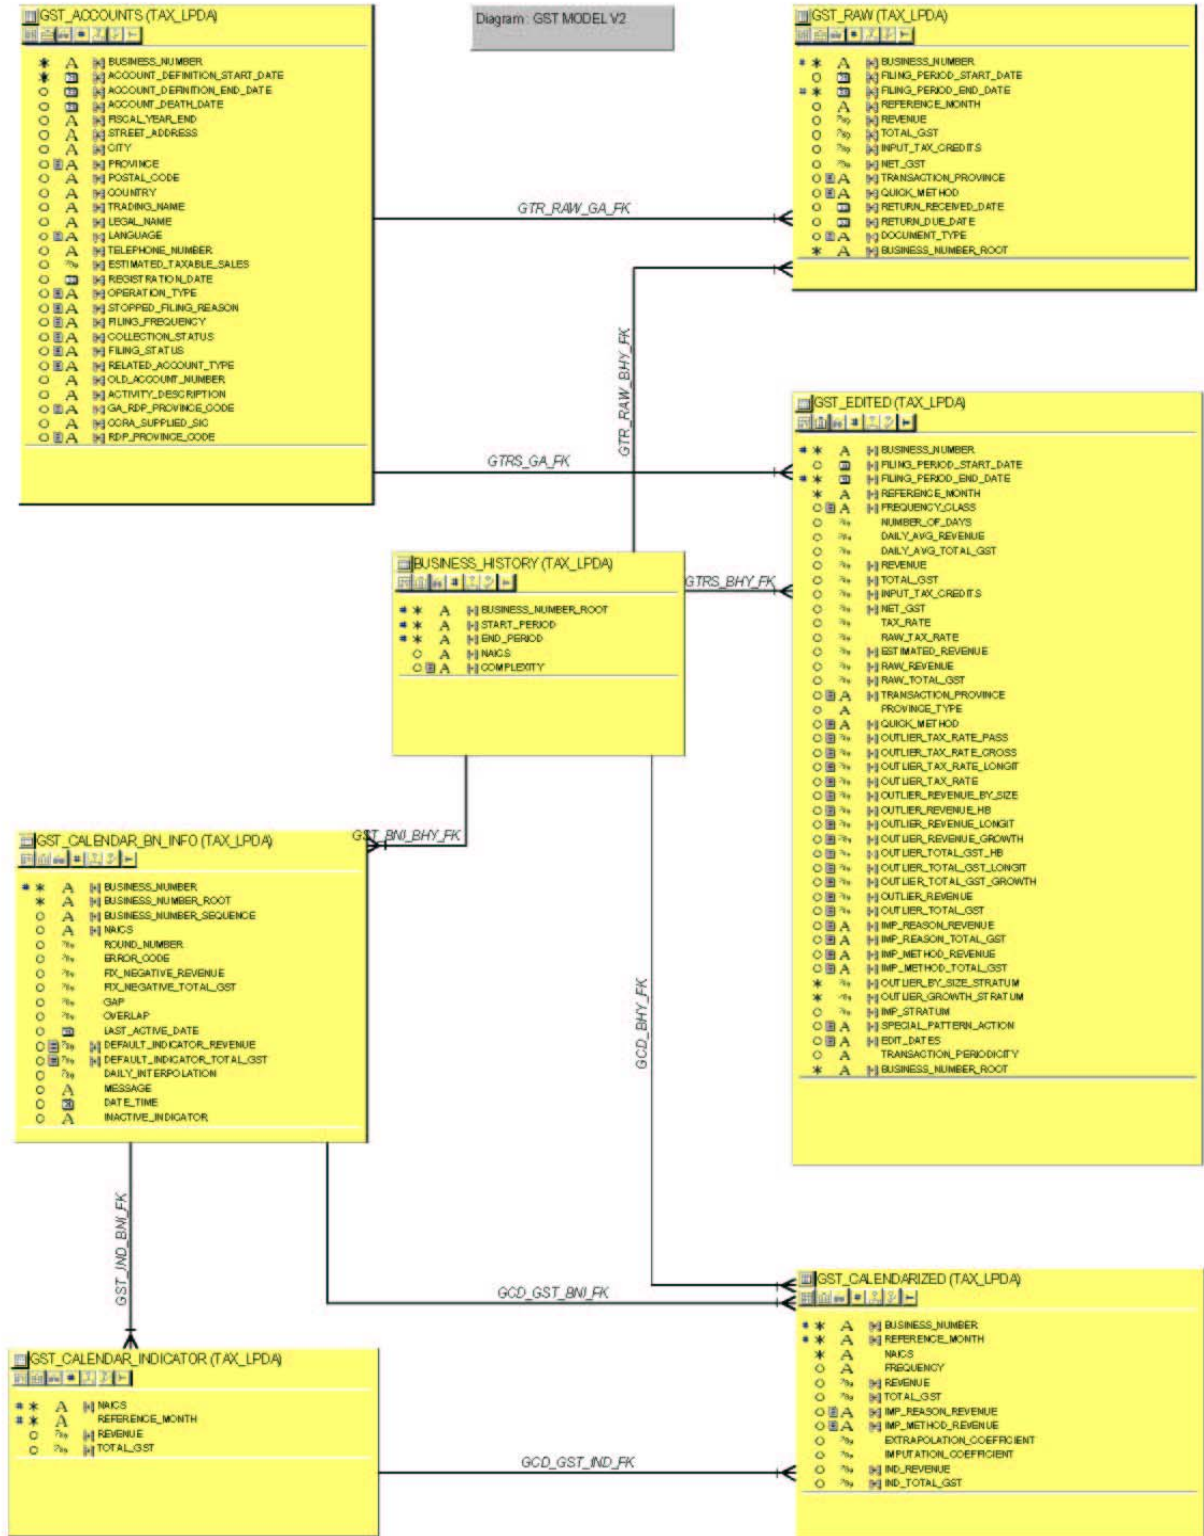 GST_ACCOUNTS (TAX_LPDA)
BUSINESS_NUMBER
ACCOUNT_DEFINITION_START_DATE
ACCOUNT_DEFINITION_END_DATE
ACCOUNT_DEATH_DATE
FISCAL_YEAR_END
STREET_ADDRESS
CITY
PROVINCE
POSTAL_CODE
COUNTRY
TRADING_NAME
LEGAL_NAME
LANGUAGE
TELEPHONE_NUMBER
ESTIMATED_TAXABLE_SALES
REGISTRATION_DATE
OPERATION_TYPE
STOPPED_FILING_REASON
FILING_FREQUENCY
COLLECTION_STATUS
FILING_STATUS
RELATED_ACCOUNT_TYPE
OLD_ACCOUNT_NUMBER
ACTIVITY_DESCRIPTION
GA_RDP_PROVINCE_CODE
CCRA_SUPPLIED_SIC
RDP_PROVINCE_CODE
Diagram: GST MODEL V2
GST_RAW (TAX_LPDA)
BUSINESS_NUMBER
FILING_PERIOD_START_DATE
FILING_PERIOD_END_DATE
REFERENCE_MONTH
REVENUE
TOTAL_GST
INPUT_TAX_CREDITS
NET_GST
TRANSACTION_PROVINCE
QUICK_METHOD
RETURN_RECEIVED_DATE
RETURN_DUE_DATE
DOCUMENT_TYPE
BUSINESS_NUMBER_ROOT
GTR_RAW_GA_FK
GTR_RAW_BHY_FK
GTRS_GA_FK
GST_EDITED (TAX_LPDA)
BUSINESS_NUMBER
FILING_PERIOD_START_DATE
FILING_PERIOD_END_DATE
REFERENCE_MONTH
FREQUENCY_CLASS
NUMBER_OF_DAYS
DAILY_AVG_REVENUE
DAILY_AVG_TOTAL_GST
REVENUE
TOTAL_GST
INPUT_TAX_CREDITS
NET_GST
TAX_RATE
RAW_TAX_RATE
ESTIMATED_REVENUE
RAW_REVENUE
RAW_TOTAL_GST
TRANSACTION_PROVINCE
PROVINCE_TYPE
QUICK_METHOD
OUTLIER_TAX_RATE_PASS
OUTLIER_TAX_RATE_CROSS
OUTLIER_TAX_RATE_LONGIT
OUTLIER_TAX_RATE
OUTLIER_REVENUE_BY_SIZE
OUTLIER_REVENUE_HB
OUTLIER_REVENUE_LONGIT
OUTLIER_REVENUE_GROWTH
OUTLIER_TOTAL_GST_HB
OUTLIER_TOTAL_GST_LONGIT
OUTLIER_TOTAL_GST_GROWTH
OUTLIER_REVENUE
OUTLIER_TOTAL_GST
IMP_REASON_REVENUE
IMP_REASON_TOTAL_GST
IMP_METHOD_REVENUE
IMP_METHOD_TOTAL_GST
OUTLIER_BY_SIZE_STRATUM
OUTLIER_GROWTH_STRATUM
IMP_STRATUM
SPECIAL_PATTERN_ACTION
EDIT_DATES
TRANSACTION_PERIODICITY
BUSINESS_NUMBER_ROOT
BUSINESS_HISTORY (TAX_LPDA)
BUSINESS_NUMBER_ROOT
START_PERIOD
END_PERIOD
NAICS
COMPLEXITY
GTRS_BHY_FK
GST_BNI_BHY_FK
GST_CALENDAR_BN_INFO (TAX_LPDA)
BUSINESS_NUMBER
BUSINESS_NUMBER_ROOT
BUSINESS_NUMBER_SEQUENCE
NAICS
ROUND_NUMBER
ERROR_CODE
FIX_NEGATIVE_REVENUE
FIX_NEGATIVE_TOTAL_GST
GAP
OVERLAP
LAST_ACTIVE_DATE
DEFAULT_INDICATOR_REVENUE
DEFAULT_INDICATOR_TOTAL_GST
DAILY_INTERPOLATION
MESSAGE
DATE_TIME
INACTIVE_INDICATOR
GCD_BHY_FK
GST_IND_BNI_FK
GCD_GST_BNI_FK
GST_CALENDARIZED (TAX_LPDA)
BUSINESS_NUMBER
REFERENCE_MONTH
NAICS
FREQUENCY
REVENUE
TOTAL_GST
IMP_REASON_REVENUE
IMP_METHOD_REVENUE
EXTRAPOLATION_COEFFICIENT
IMPUTATION_COEFFICIENT
IND_REVENUE
IND_TOTAL_GST
GST_CALENDAR_INDICATOR (TAX_LPDA)
NAICS
REFERENCE_MONTH
REVENUE
TOTAL_GST
GCD_GST_IND_FK